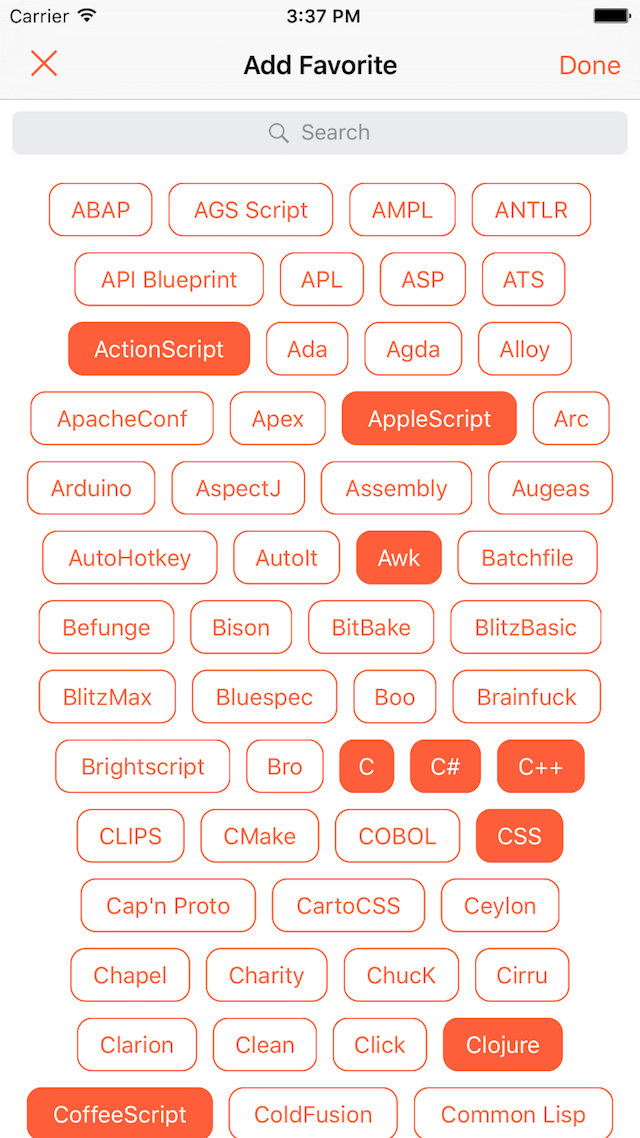 Carrier 3:37 PM
Add Favorite Done
Search
ABAP AGS Script AMPL ANTLR
API Blueprint APL ASP ATS
ActionScript Ada Agda Alloy
ApacheConf Apex AppleScript Arc
Arduino AspectJ Assembly Augeas
AutoHotkey AutoIt Awk Batchfile
Befunge Bison BitBake BlitzBasic
BlitzMax Bluespec Boo Brainfuck
Brightscript Bro C C# C++
CLIPS CMake COBOL CSS
Cap'n Proto CartoCSS Ceylon
Chapel Charity ChucK Cirru
Clarion Clean Click Clojure
CoffeeScript ColdFusion Common Lisp